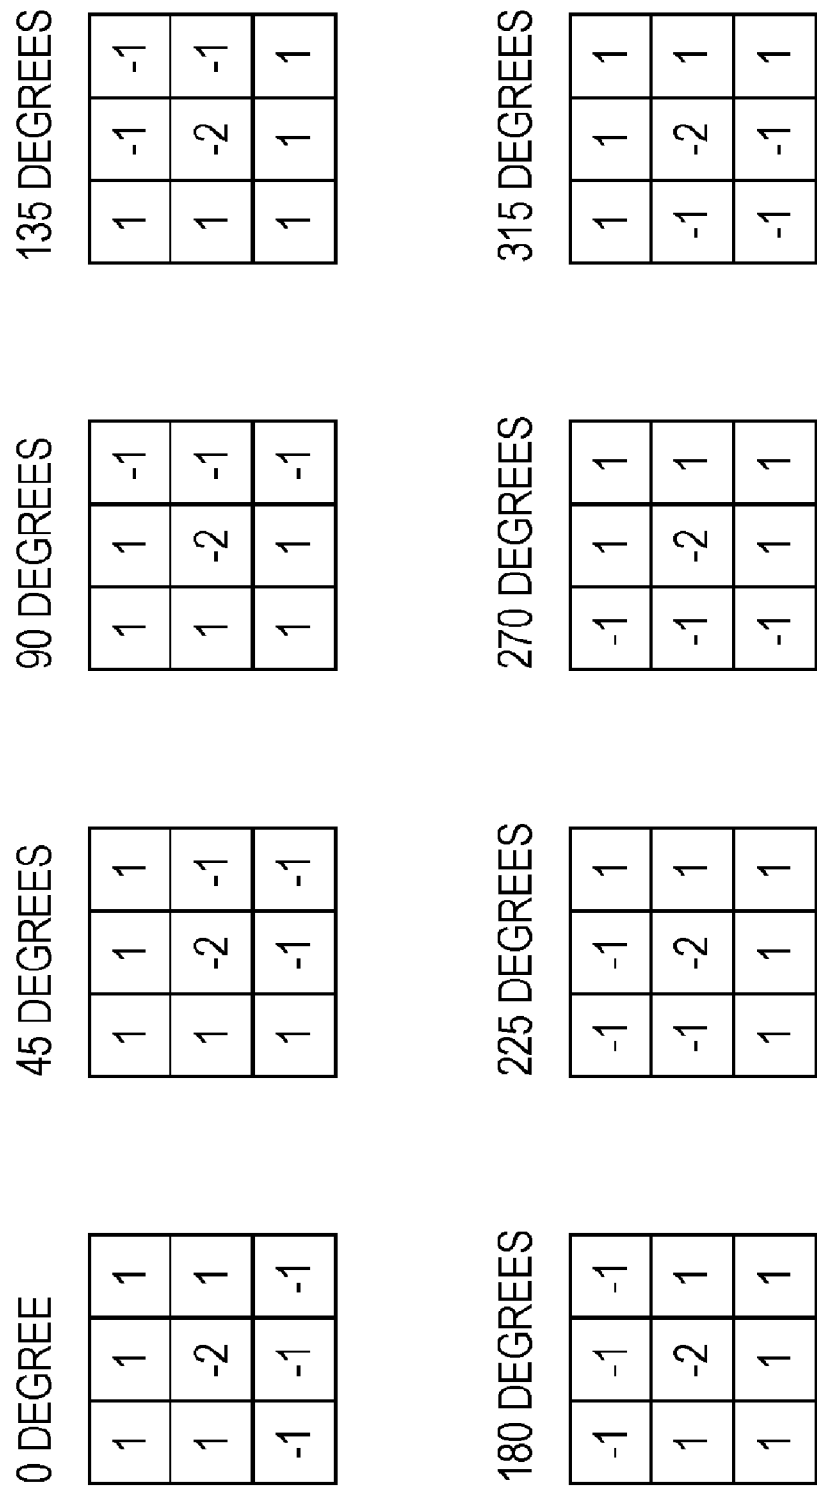 0 DEGREE
1 1 1
1 -2 1
-1 -1 -1
45 DEGREES
1 1 1
1 -2 -1
1 -1 -1
90 DEGREES
1 1 -1
1 -2 -1
1 1 -1
135 DEGREES
1 -1 -1
1 -2 -1
1 1 1
180 DEGREES
-1 -1 -1
1 -2 1
1 1 1
225 DEGREES
-1 -1 1
-1 -2 1
1 1 1
270 DEGREES
-1 1 1
-1 -2 1
-1 1 1
315 DEGREES
1 1 1
-1 -2 1
-1 -1 1